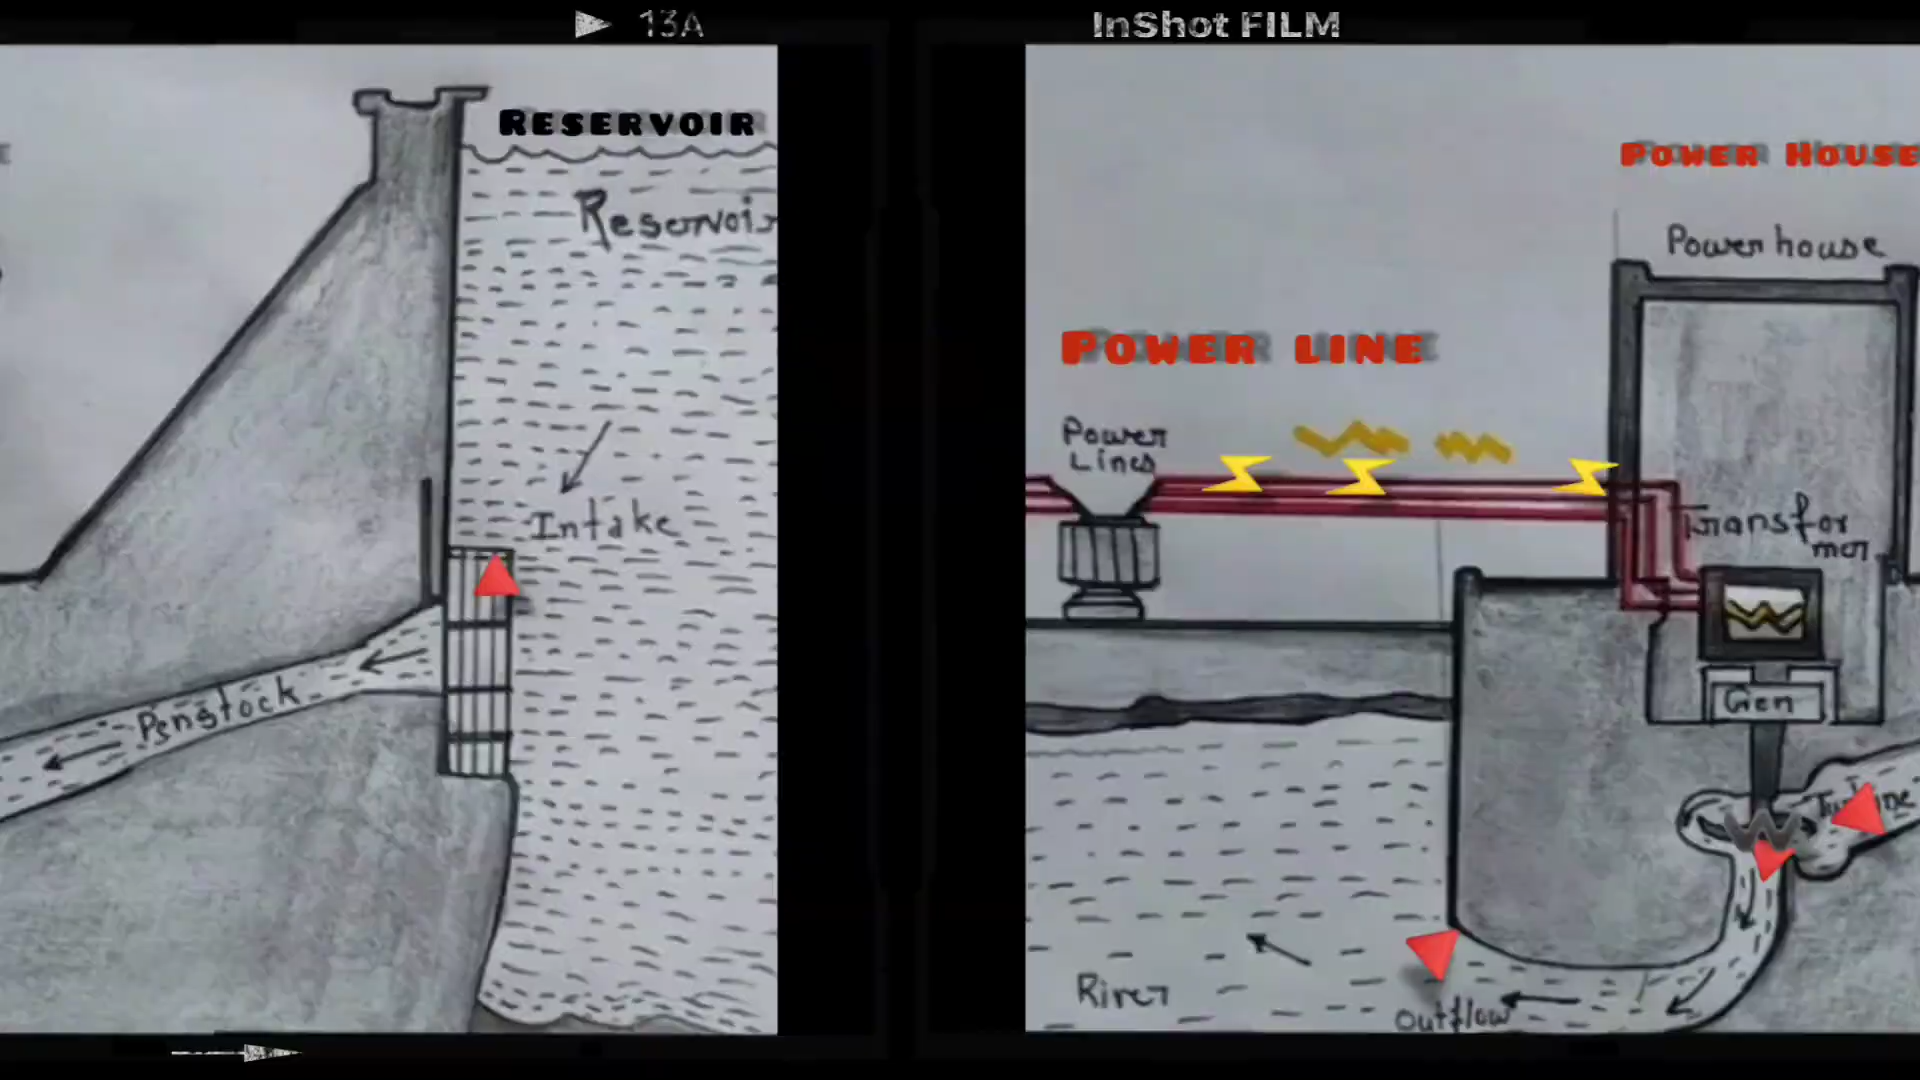 13A
InShot FILM
RESERVOIR
Reservoir
Intake
Penstock
POWER HOUSE
Power house
POWER LINE
Power
Lines
Transfor
mer
Gen
Turbine
River
Outflow